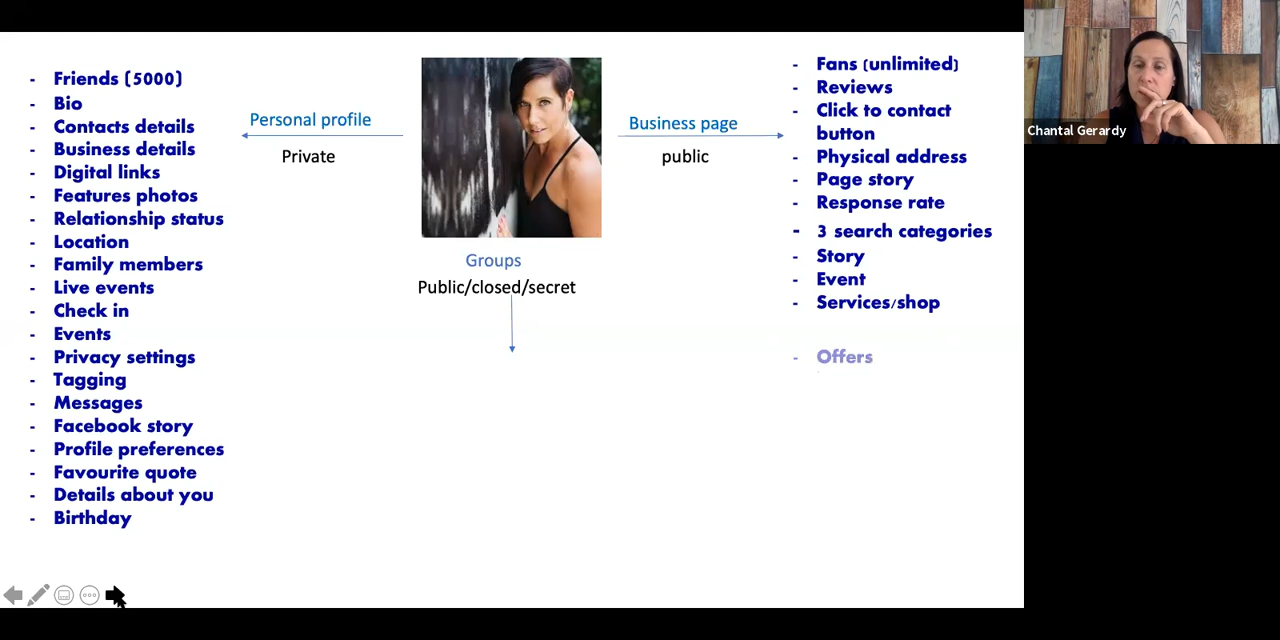 - Friends (5000)
- Bio
- Contacts details
- Business details
- Digital links
- Features photos
- Relationship status
- Location
- Family members
- Live events
- Check in
- Events
- Privacy settings
- Tagging
- Messages
- Facebook story
- Profile preferences
- Favourite quote
- Details about you
- Birthday
Personal profile
Private
Groups
Public/closed/secret
Business page
public
- Fans (unlimited)
- Reviews
- Click to contact
button
- Physical address
- Page story
- Response rate
- 3 search categories
- Story
- Event
- Services/shop
- Offers
Chantal Gerardy